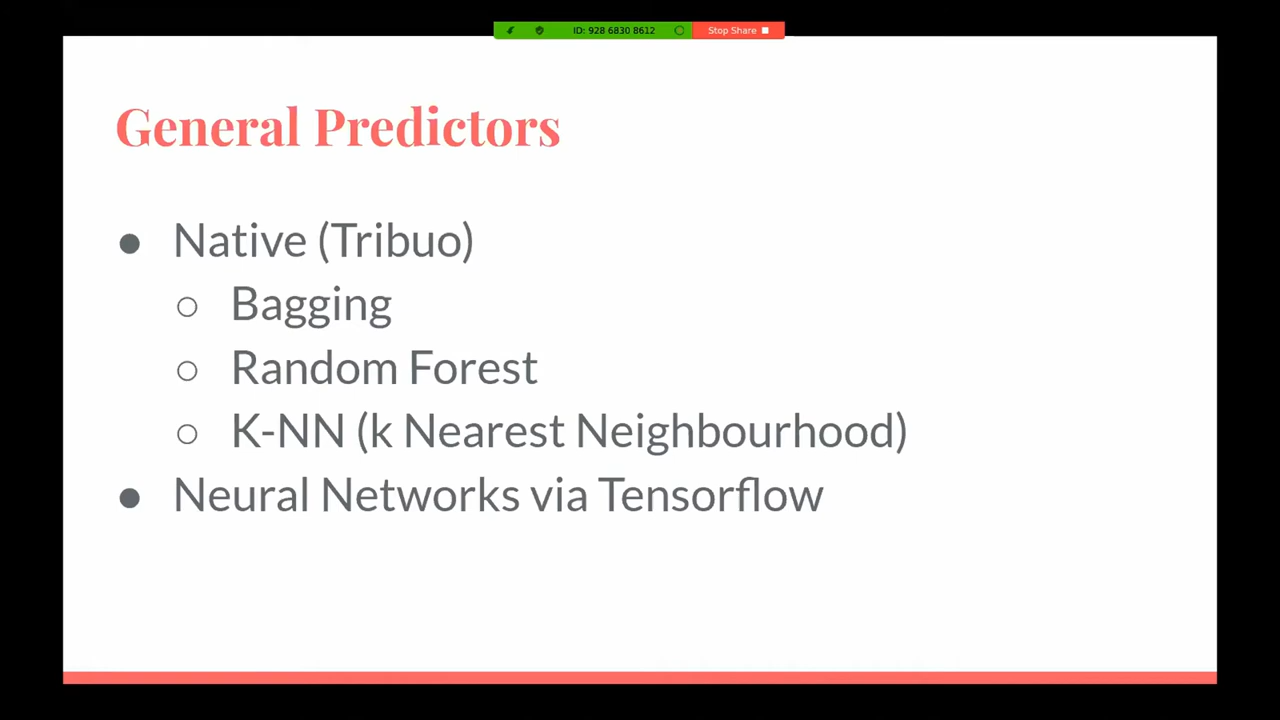 ID: 928 6830 8612
Stop Share
General Predictors
● Native (Tribuo)
○ Bagging
○ Random Forest
○ K-NN (k Nearest Neighbourhood)
● Neural Networks via Tensorflow